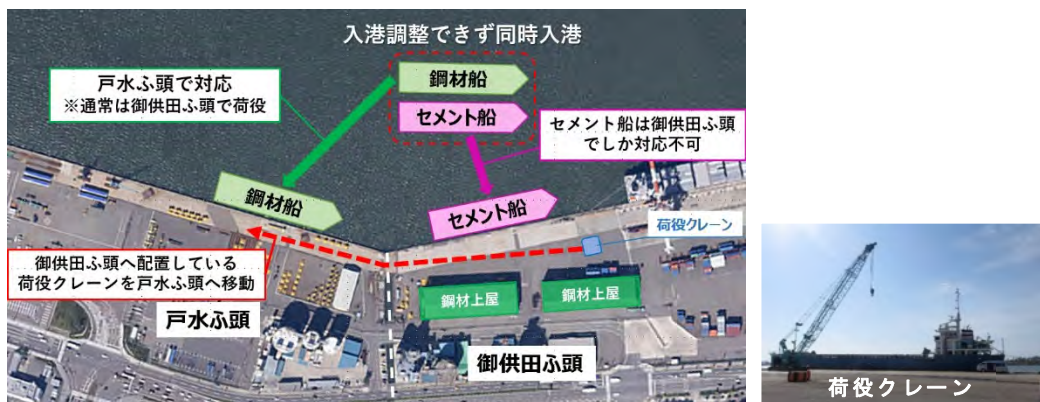 入港調整できず同時入港
鋼材船
セメント船
戸水ふ頭で対応
※通常は御供田ふ頭で荷役
セメント船は御供田ふ頭
でしか対応不可
鋼材船
セメント船
荷役クレーン
御供田ふ頭へ配置している
荷役クレーンを戸水ふ頭へ移動
鋼材上屋
鋼材上屋
戸水ふ頭
御供田ふ頭
荷役クレーン